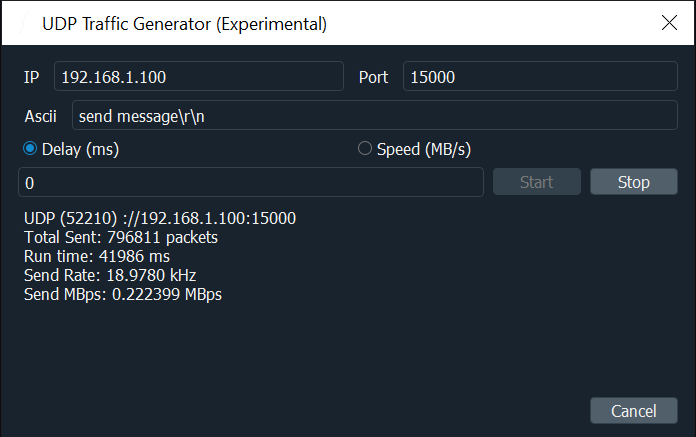 UDP Traffic Generator (Experimental)
IP 192.168.1.100 Port 15000
Ascii send message\r\n
Delay (ms) Speed (MB/s)
0 Start Stop
UDP (52210) ://192.168.1.100:15000
Total Sent: 796811 packets
Run time: 41986 ms
Send Rate: 18.9780 kHz
Send MBps: 0.222399 MBps
Cancel